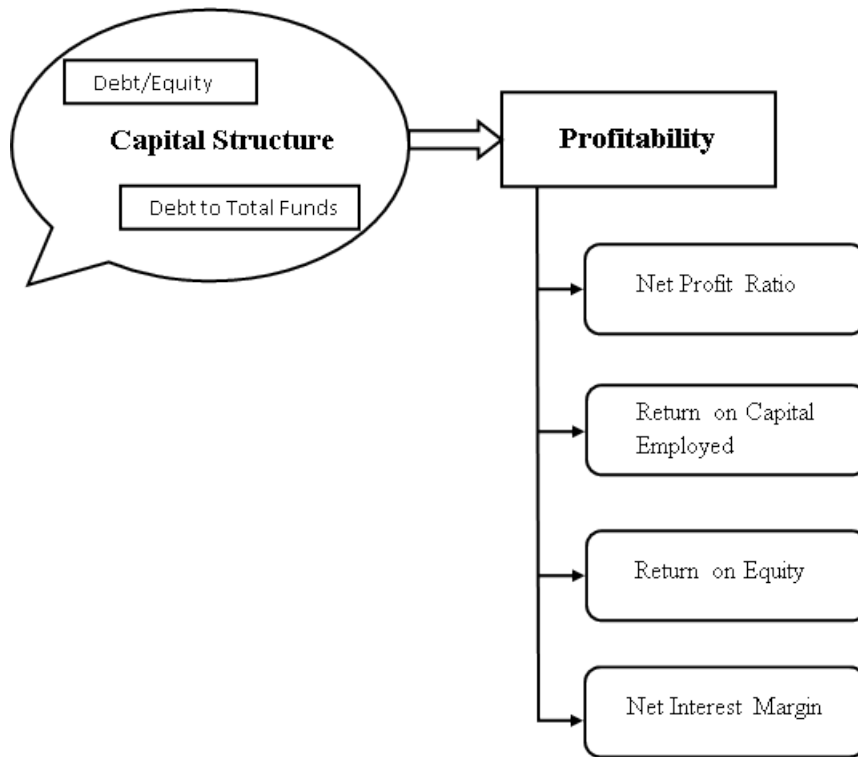 Debt/Equity
Capital Structure
Debt to Total Funds
Profitability
Net Profit Ratio
Return on Capital
Employed
Return on Equity
Net Interest Margin